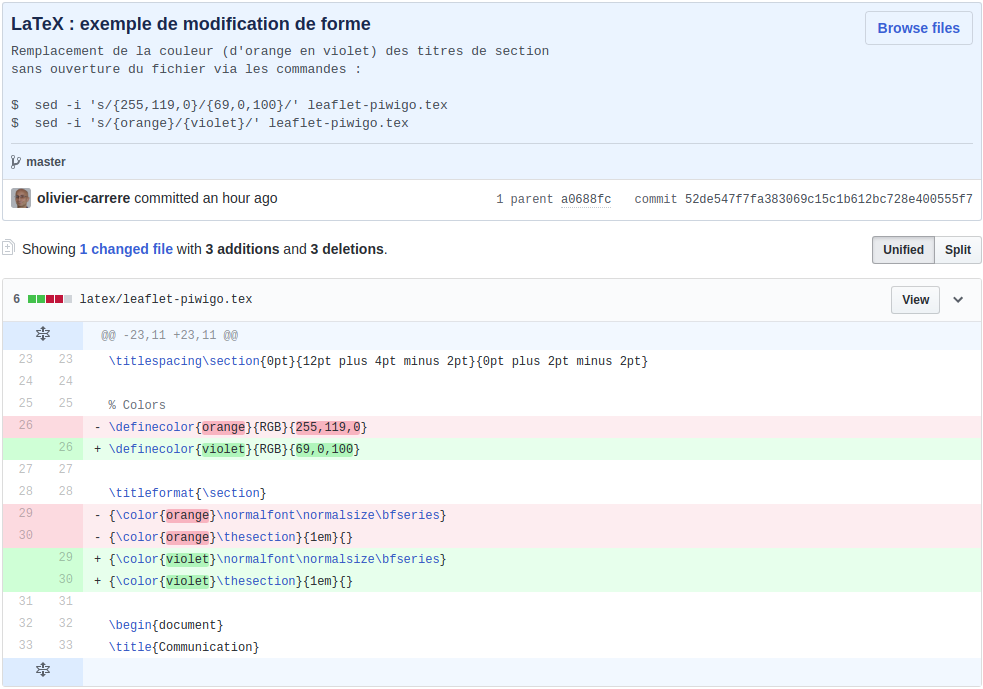 LaTeX : exemple de modification de forme
Browse files
Remplacement de la couleur (d'orange en violet) des titres de section
sans ouverture du fichier via les commandes :
$  sed -i 's/{255,119,0}/{69,0,100}/' leaflet-piwigo.tex
$  sed -i 's/{orange}/{violet}/' leaflet-piwigo.tex
master
olivier-carrere committed an hour ago
1 parent a0688fc   commit 52de547f7fa383069c15c1b612bc728e400555f7
Showing 1 changed file with 3 additions and 3 deletions.
Unified Split
6 latex/leaflet-piwigo.tex
View
@@ -23,11 +23,11 @@
23 23 \titlespacing\section{0pt}{12pt plus 4pt minus 2pt}{0pt plus 2pt minus 2pt}
24 24
25 25 % Colors
26 - \definecolor{orange}{RGB}{255,119,0}
26 + \definecolor{violet}{RGB}{69,0,100}
27 27
28 28 \titleformat{\section}
29 - {\color{orange}\normalfont\normalsize\bfseries}
30 - {\color{orange}\thesection}{1em}{}
29 + {\color{violet}\normalfont\normalsize\bfseries}
30 + {\color{violet}\thesection}{1em}{}
31 31
32 32 \begin{document}
33 33 \title{Communication}